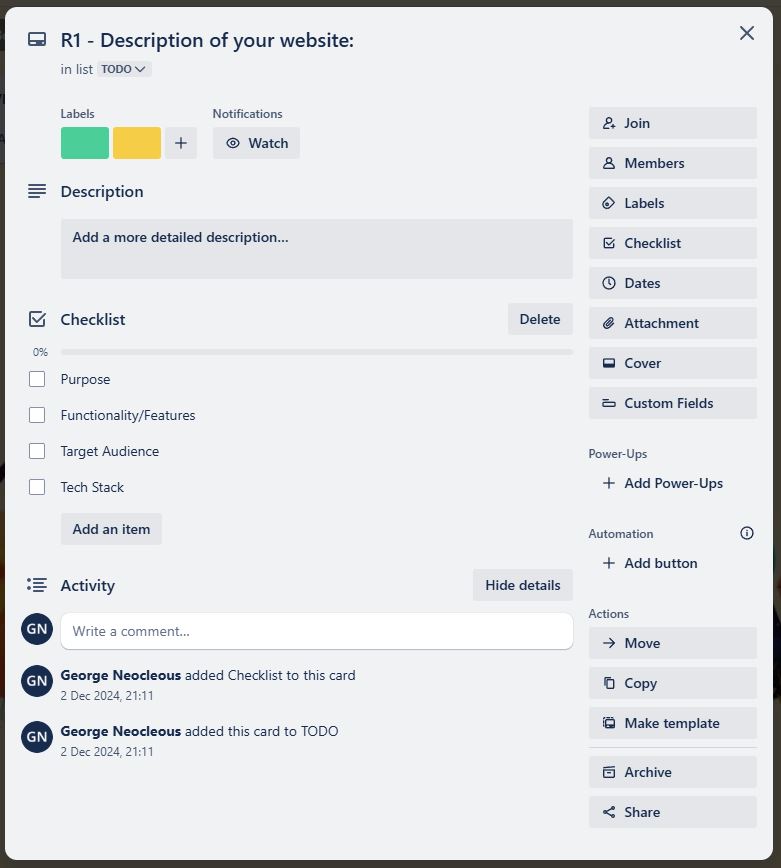 R1 - Description of your website:
in list TODO
Labels
Notifications
Watch
Description
Add a more detailed description...
Checklist
Delete
0%
Purpose
Functionality/Features
Target Audience
Tech Stack
Add an item
Activity
Hide details
GN
Write a comment...
GN
George Neocleous added Checklist to this card
2 Dec 2024, 21:11
GN
George Neocleous added this card to TODO
2 Dec 2024, 21:11
Join
Members
Labels
Checklist
Dates
Attachment
Cover
Custom Fields
Power-Ups
Add Power-Ups
Automation
Add button
Actions
Move
Copy
Make template
Archive
Share